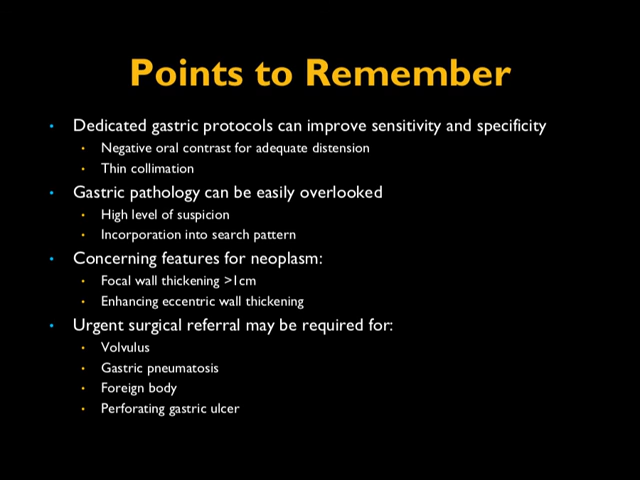 Points to Remember
• Dedicated gastric protocols can improve sensitivity and specificity
• Negative oral contrast for adequate distension
• Thin collimation
• Gastric pathology can be easily overlooked
• High level of suspicion
• Incorporation into search pattern
• Concerning features for neoplasm:
• Focal wall thickening >1cm
• Enhancing eccentric wall thickening
• Urgent surgical referral may be required for:
• Volvulus
• Gastric pneumatosis
• Foreign body
• Perforating gastric ulcer